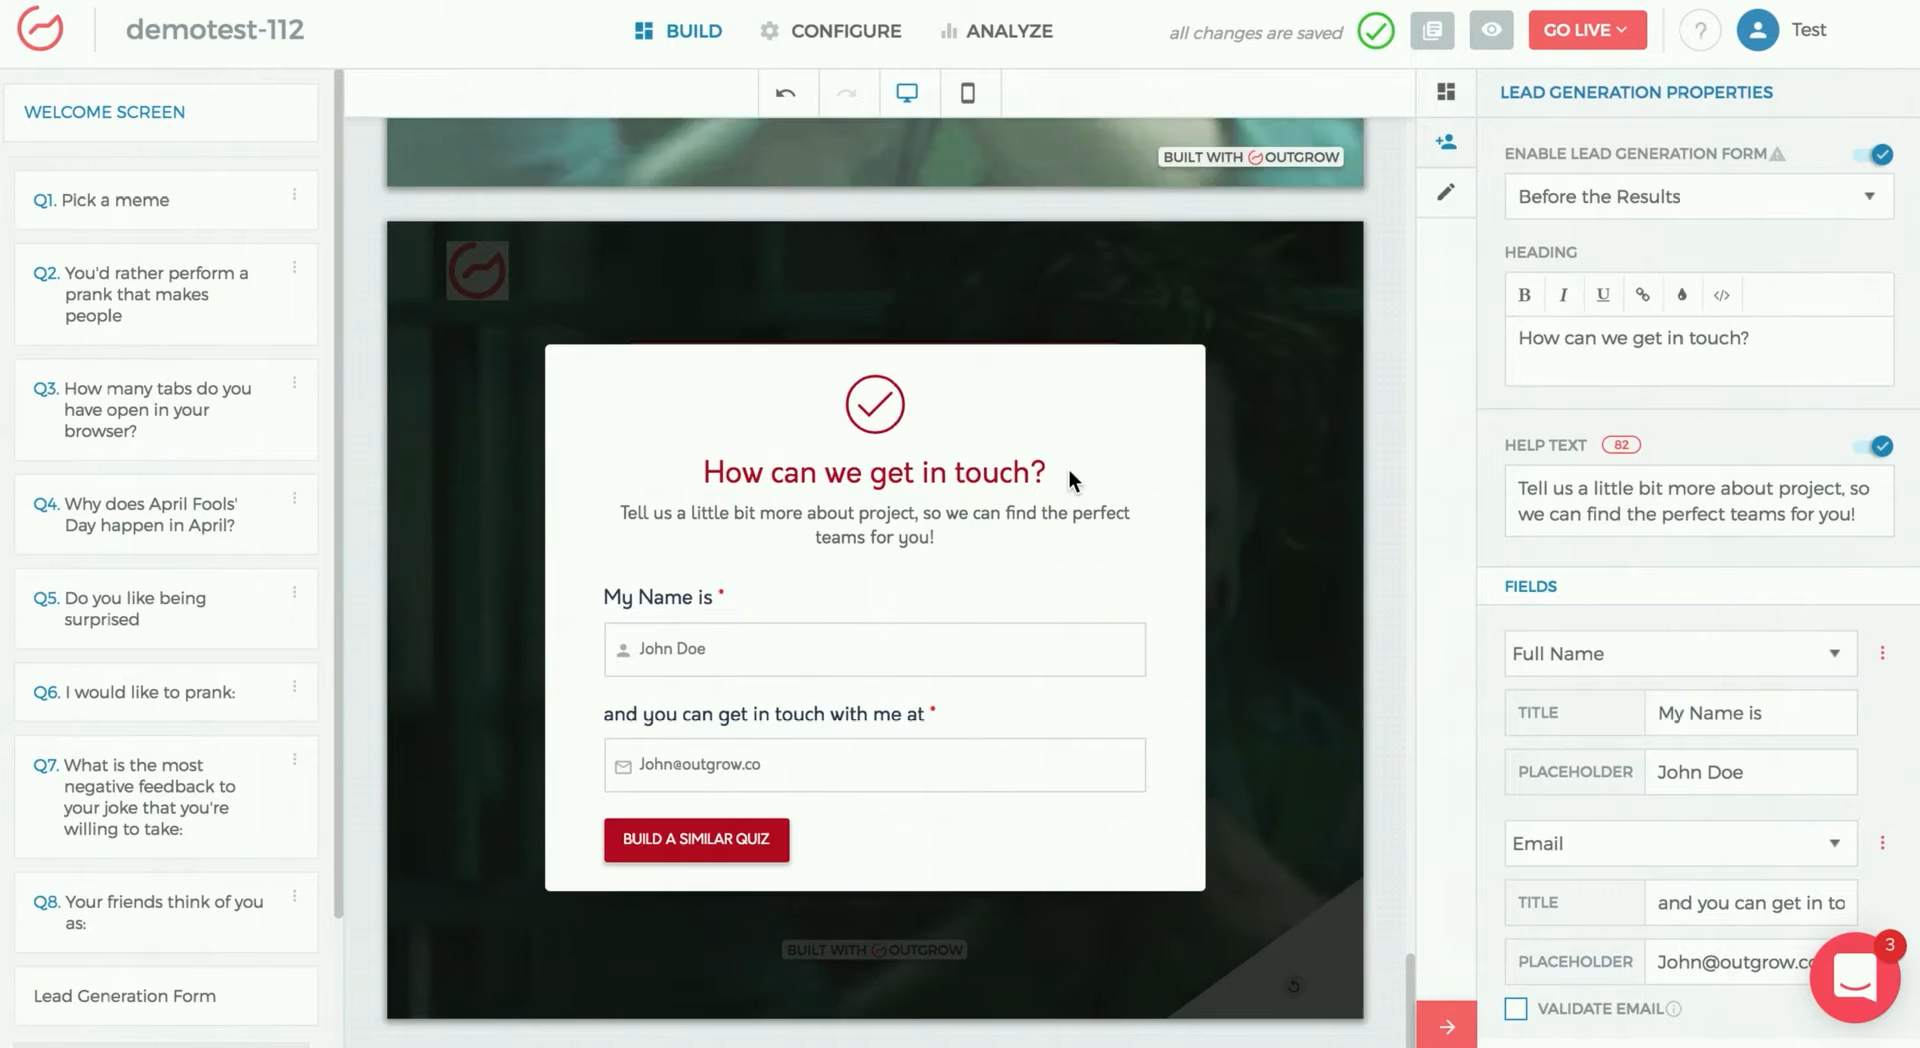 demotest-112
BUILD
CONFIGURE
ANALYZE
all changes are saved
GO LIVE
?
Test
WELCOME SCREEN
Q1. Pick a meme
Q2. You'd rather perform a
prank that makes
people
Q3. How many tabs do you
have open in your
browser?
Q4. Why does April Fools'
Day happen in April?
Q5. Do you like being
surprised
Q6. I would like to prank:
Q7. What is the most
negative feedback to
your joke that you're
willing to take:
Q8. Your friends think of you
as:
Lead Generation Form
BUILT WITH OUTGROW
How can we get in touch?
Tell us a little bit more about project, so we can find the perfect
teams for you!
My Name is *
John Doe
and you can get in touch with me at *
John@outgrow.co
BUILD A SIMILAR QUIZ
BUILT WITH OUTGROW
LEAD GENERATION PROPERTIES
ENABLE LEAD GENERATION FORM
Before the Results
HEADING
B I U </>
How can we get in touch?
HELP TEXT 82
Tell us a little bit more about project, so
we can find the perfect teams for you!
FIELDS
Full Name
TITLE My Name is
PLACEHOLDER John Doe
Email
TITLE and you can get in to
PLACEHOLDER John@outgrow.co
VALIDATE EMAIL
3